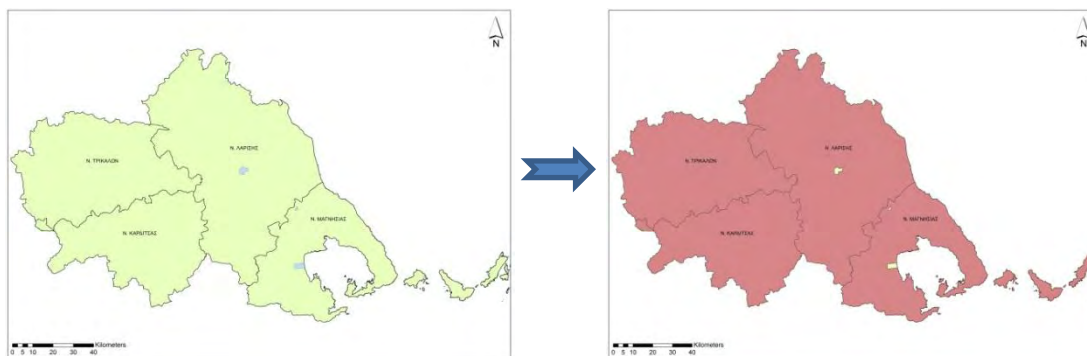 N
Ν. ΛΑΡΙΣΗΣ
Ν. ΤΡΙΚΑΛΩΝ
Ν. ΜΑΓΝΗΣΙΑΣ
Ν. ΚΑΡΔΙΤΣΑΣ
Kilometers
0 5 10 20 30 40
N
Ν. ΛΑΡΙΣΗΣ
Ν. ΤΡΙΚΑΛΩΝ
Ν. ΜΑΓΝΗΣΙΑΣ
Ν. ΚΑΡΔΙΤΣΑΣ
Kilometers
0 5 10 20 30 40